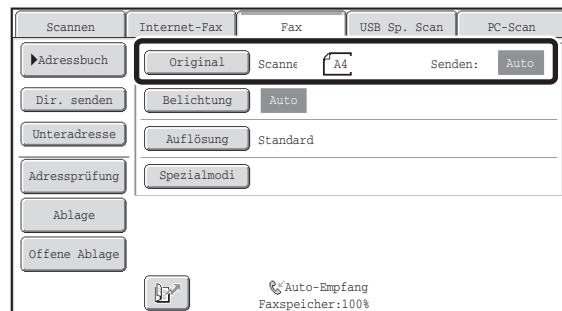 Scannen Internet-Fax Fax USB Sp. Scan PC-Scan
Adressbuch Original Scanne A4 Senden: Auto
Dir. senden Belichtung Auto
Unteradresse Auflösung Standard
Adressprüfung Spezialmodi
Ablage
Offene Ablage
Auto-Empfang
Faxspeicher:100%